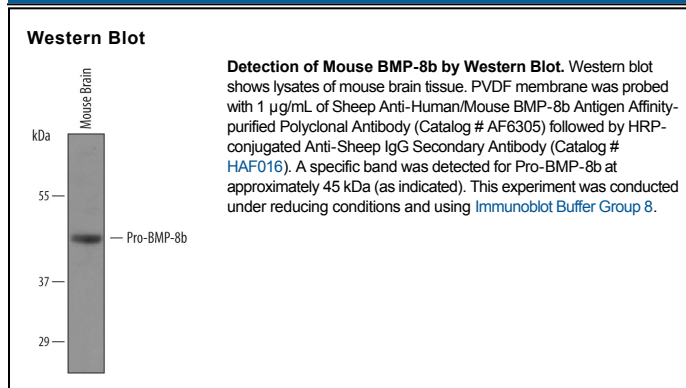 Western Blot
Mouse Brain
kDa
55
Pro-BMP-8b
37
29
Detection of Mouse BMP-8b by Western Blot. Western blot
shows lysates of mouse brain tissue. PVDF membrane was probed
with 1 µg/mL of Sheep Anti-Human/Mouse BMP-8b Antigen Affinity-
purified Polyclonal Antibody (Catalog # AF6305) followed by HRP-
conjugated Anti-Sheep IgG Secondary Antibody (Catalog #
HAF016). A specific band was detected for Pro-BMP-8b at
approximately 45 kDa (as indicated). This experiment was conducted
under reducing conditions and using Immunoblot Buffer Group 8.